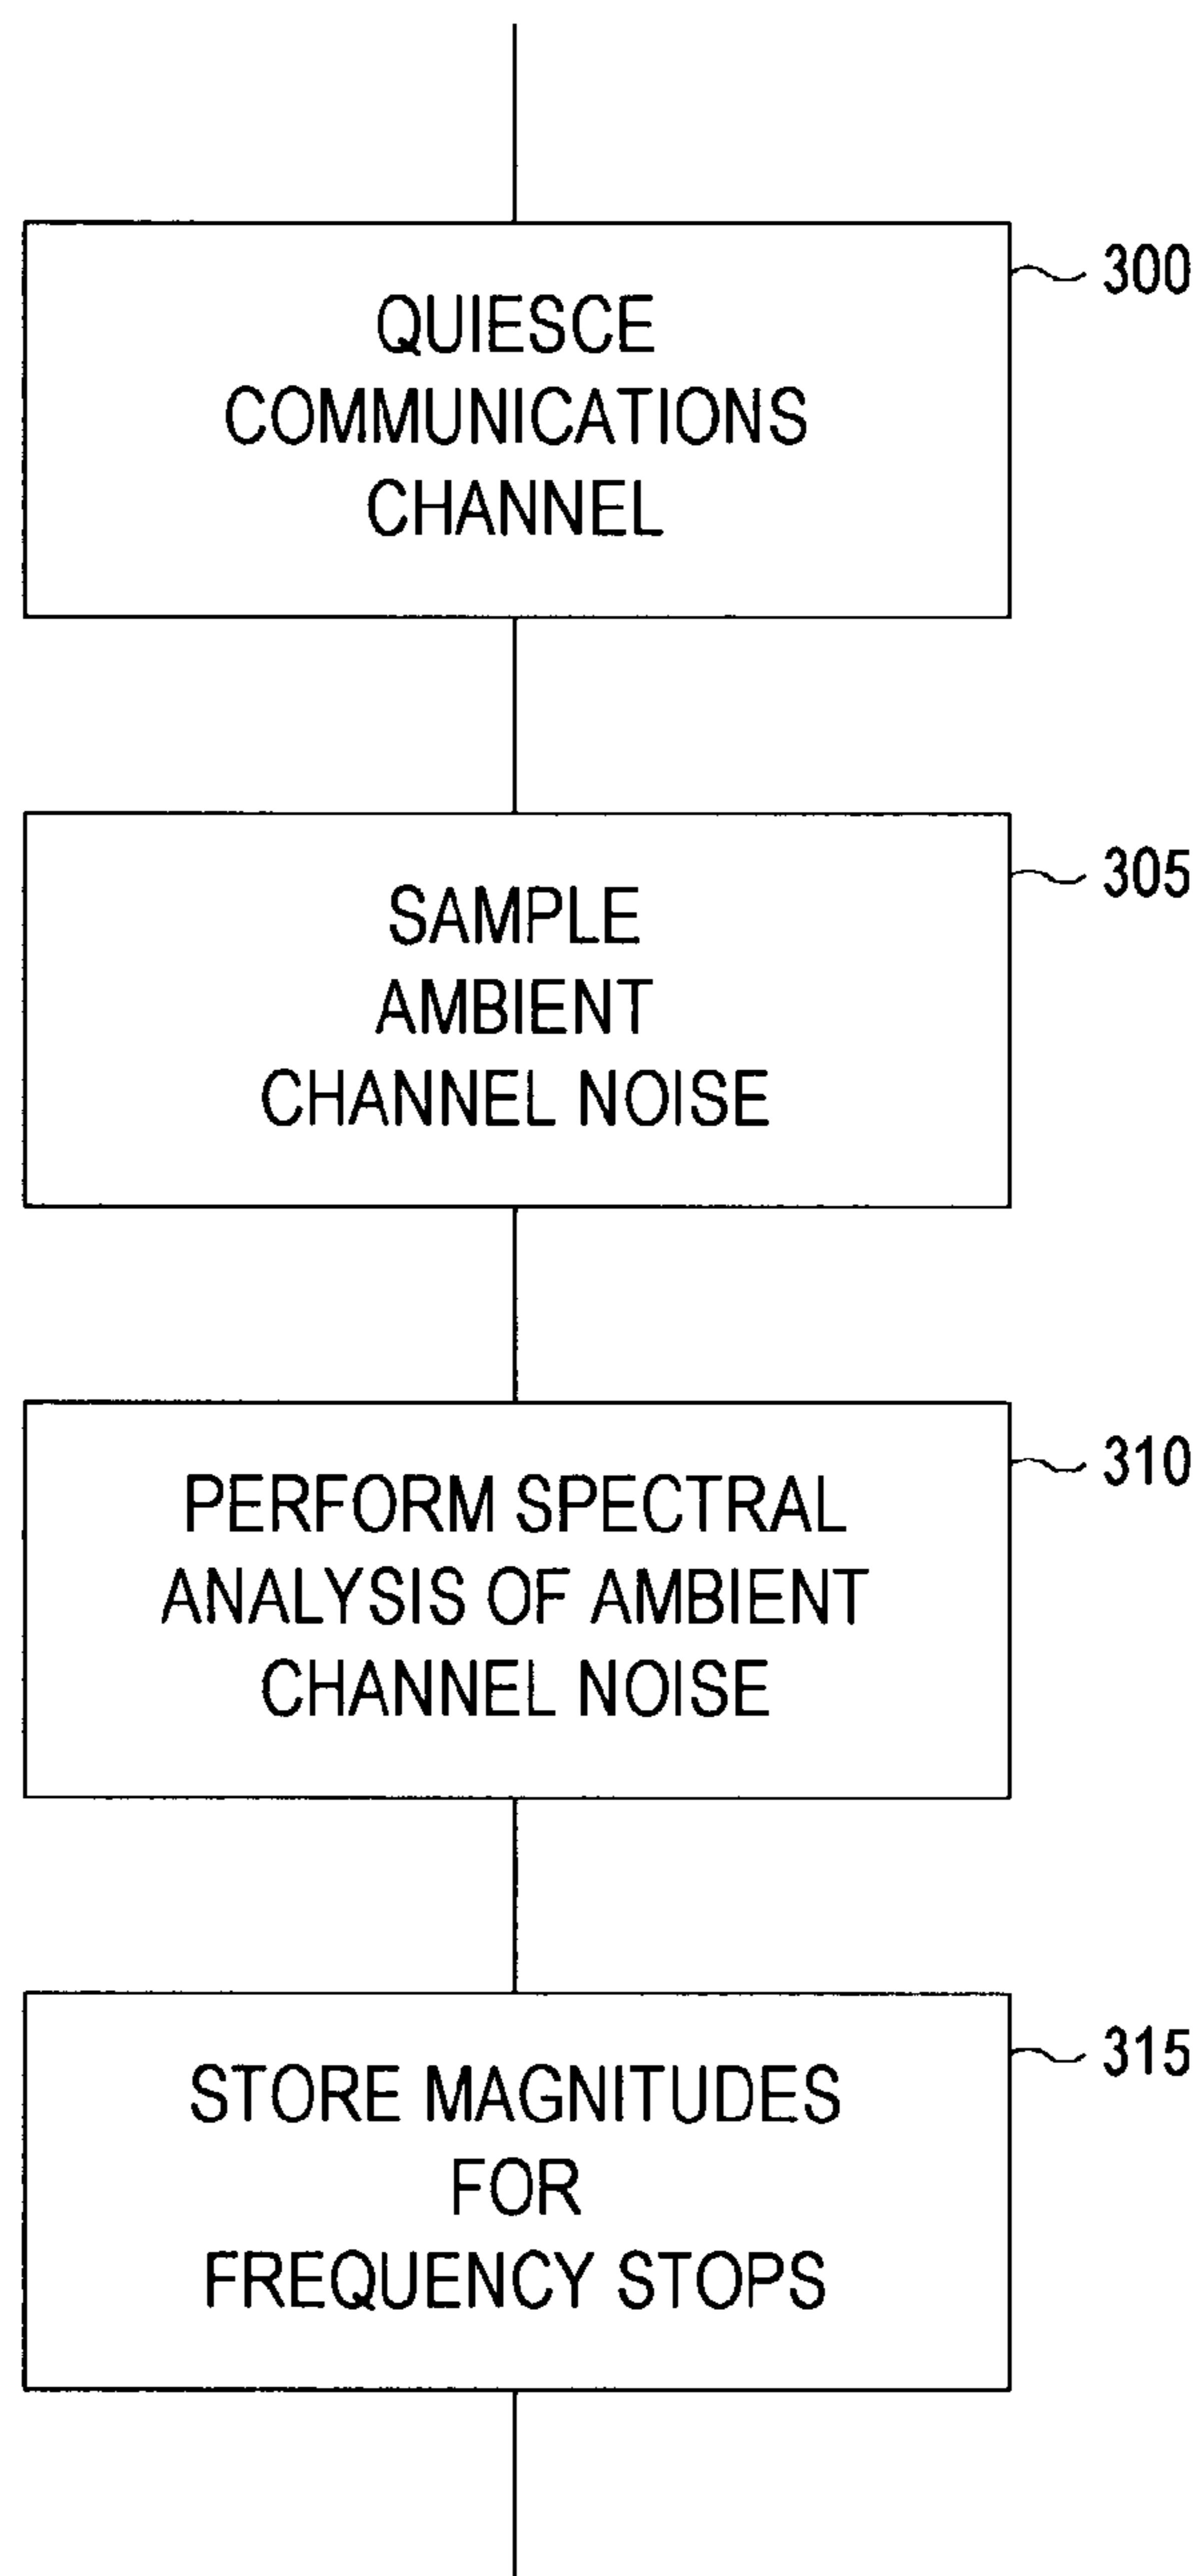 300
QUIESCE
COMMUNICATIONS
CHANNEL
305
SAMPLE
AMBIENT
CHANNEL NOISE
310
PERFORM SPECTRAL
ANALYSIS OF AMBIENT
CHANNEL NOISE
315
STORE MAGNITUDES
FOR
FREQUENCY STOPS